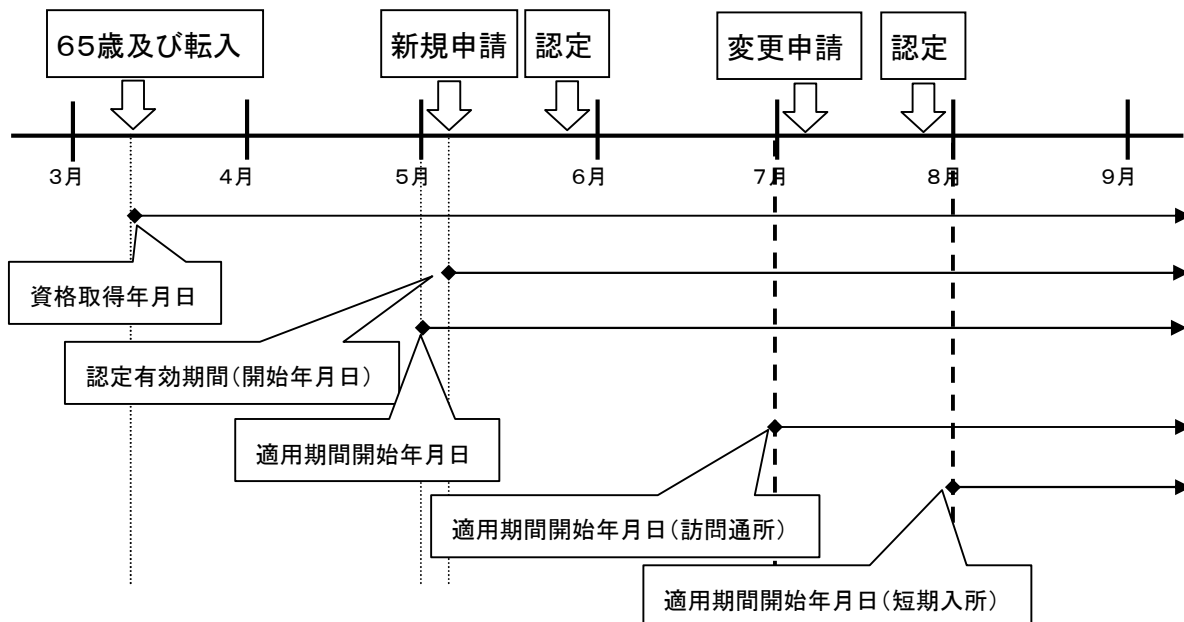 65歳及び転入
新規申請
認定
変更申請
認定
3月
4月
5月
6月
7月
8月
9月
資格取得年月日
認定有効期間(開始年月日)
適用期間開始年月日
適用期間開始年月日(訪問通所)
適用期間開始年月日(短期入所)